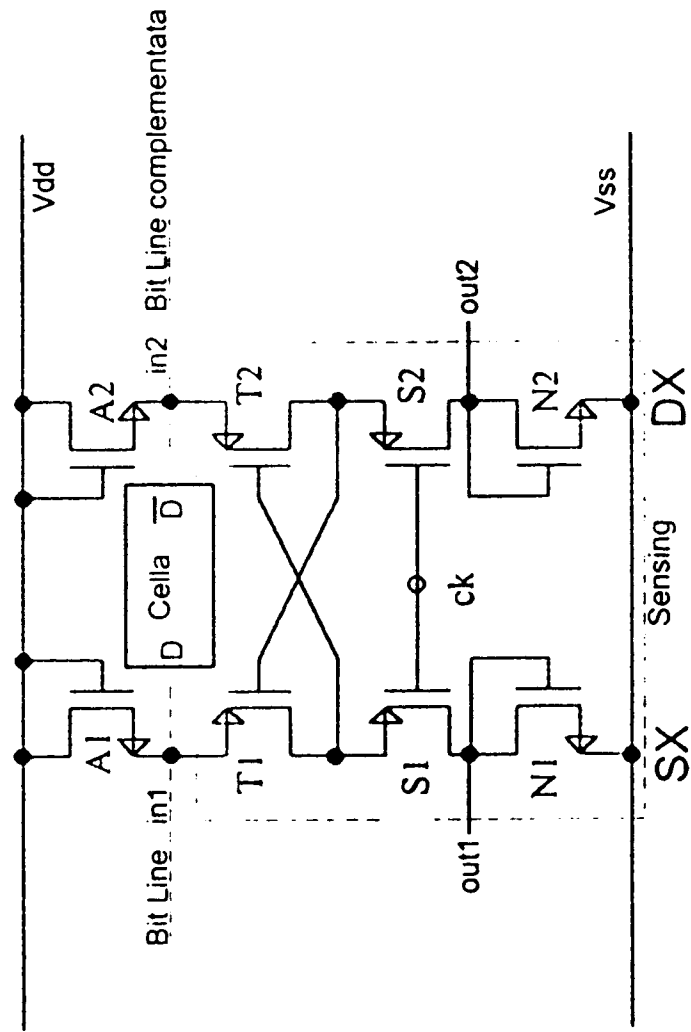 Vdd
A1
A2
D Cella D̅
Bit Line in1
in2 Bit Line complementata
T1
T2
S1
S2
ck
out1
out2
N1
N2
Vss
SX
Sensing
DX